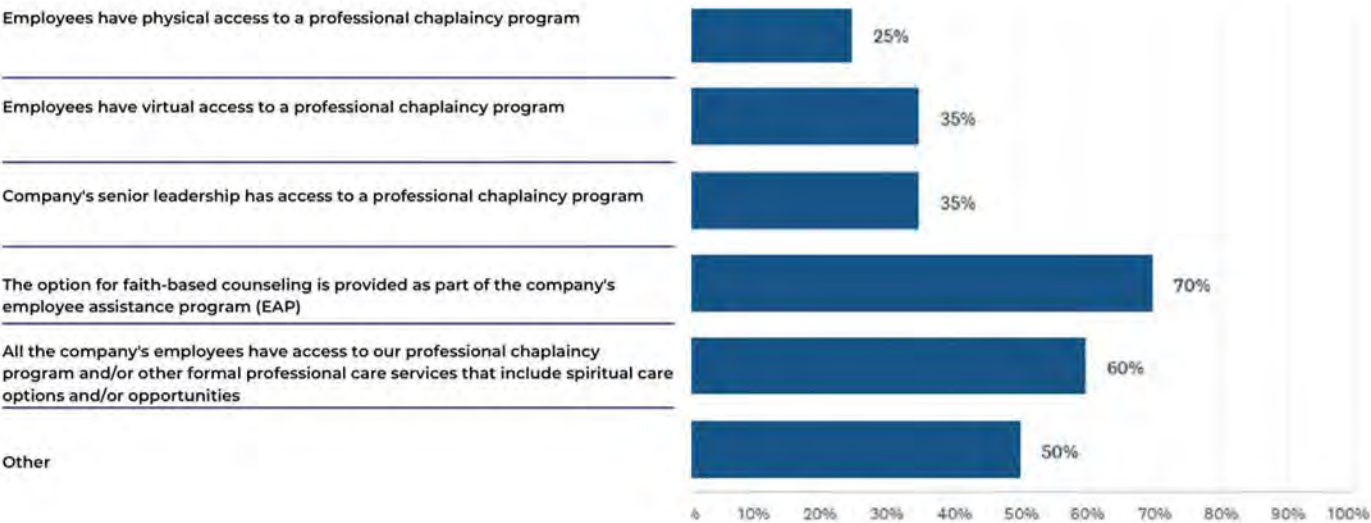 Employees have physical access to a professional chaplaincy program
25%
Employees have virtual access to a professional chaplaincy program
35%
Company's senior leadership has access to a professional chaplaincy program
35%
The option for faith-based counseling is provided as part of the company's
employee assistance program (EAP)
70%
All the company's employees have access to our professional chaplaincy
program and/or other formal professional care services that include spiritual care
options and/or opportunities
60%
Other
50%
% 10% 20% 30% 40% 50% 60% 70% 80% 90% 100%